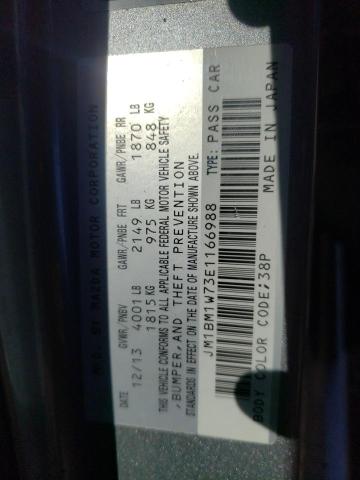 MFD. BY MAZDA MOTOR CORPORATION
DATE GVWR/PNBV GAWR/PNBE FRT GAWR/PNBE RR
12/13 4001 LB 2149 LB 1870 LB
1815 KG 975 KG 848 KG
THIS VEHICLE CONFORMS TO ALL APPLICABLE FEDERAL MOTOR VEHICLE SAFETY
, BUMPER, AND THEFT PREVENTION
STANDARDS IN EFFECT ON THE DATE OF MANUFACTURE SHOWN ABOVE.
JM1BM1W73E1166988 TYPE: PASS CAR
BODY COLOR CODE;38P MADE IN JAPAN